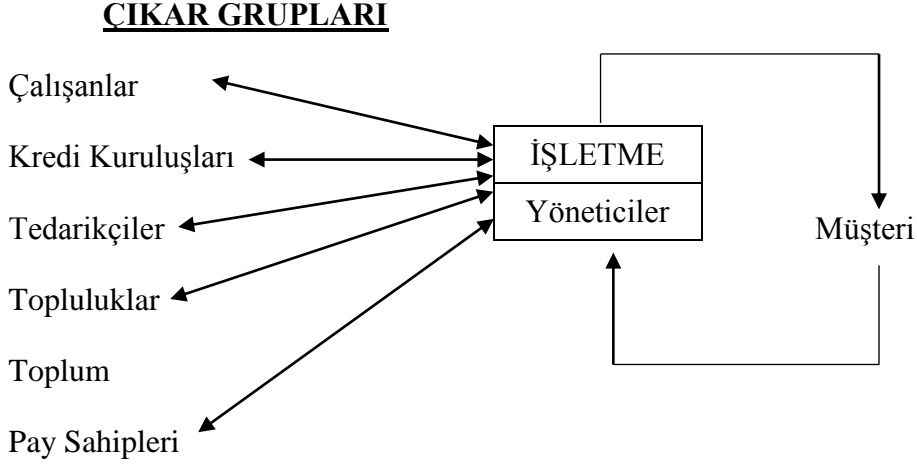 ÇIKAR GRUPLARI
Çalışanlar
Kredi Kuruluşları
Tedarikçiler
Topluluklar
Toplum
Pay Sahipleri
İŞLETME
Yöneticiler
Müşteri